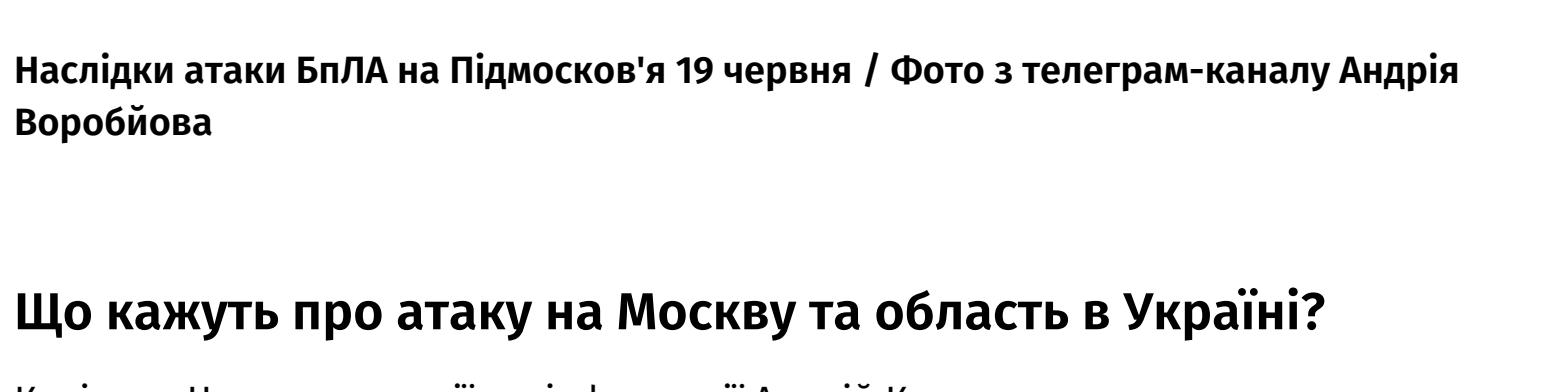 Наслідки атаки БпЛА на Підмосков'я 19 червня / Фото з телеграм-каналу Андрія
Воробйова
Що кажуть про атаку на Москву та область в Україні?